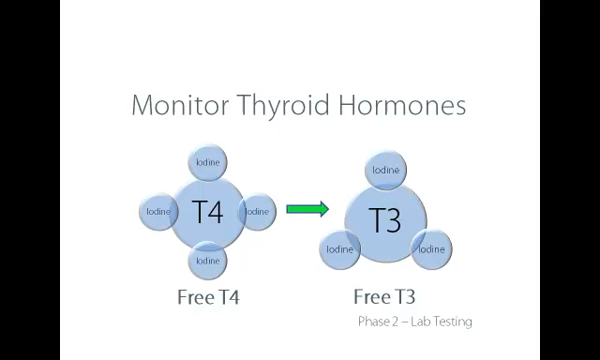 Monitor Thyroid Hormones
Iodine
Iodine
T4
Iodine
Iodine
Free T4
Iodine
T3
Iodine
Iodine
Free T3
Phase 2 – Lab Testing